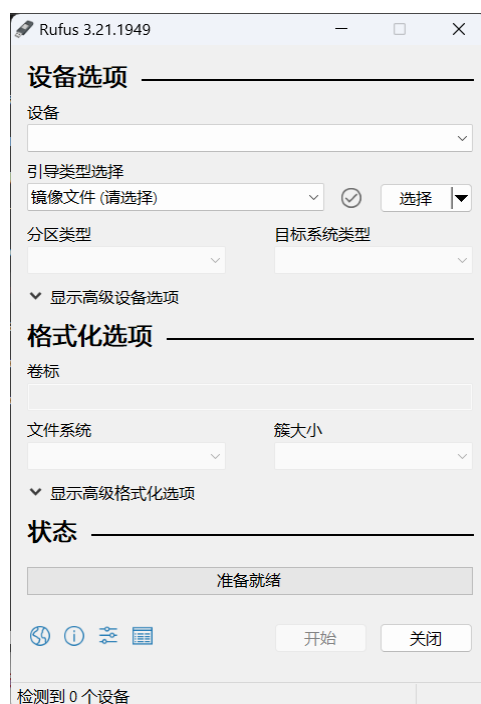 Rufus 3.21.1949
设备选项
设备
引导类型选择
镜像文件 (请选择)
选择
分区类型 目标系统类型
显示高级设备选项
格式化选项
卷标
文件系统 簇大小
显示高级格式化选项
状态
准备就绪
开始 关闭
检测到 0 个设备